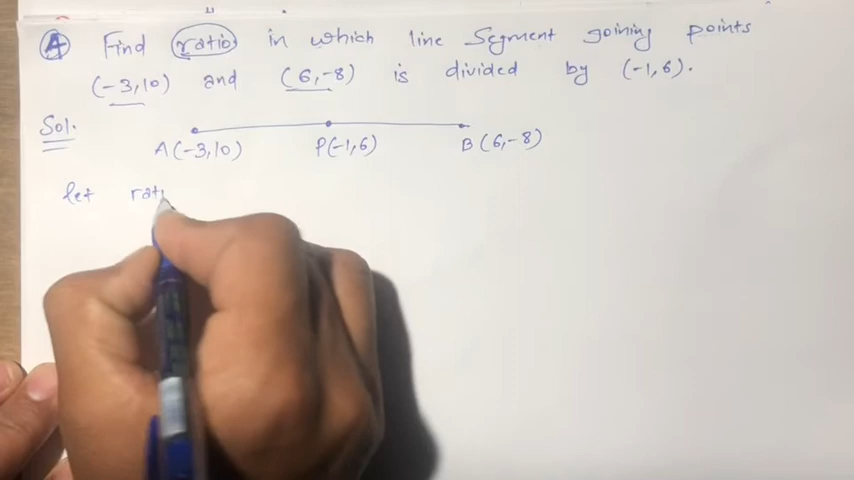 A Find ratio in which line Segment joining points
(-3,10) and (6,-8) is divided by (-1,6).
Sol.
A(-3,10) P(-1,6) B(6,-8)
let rati